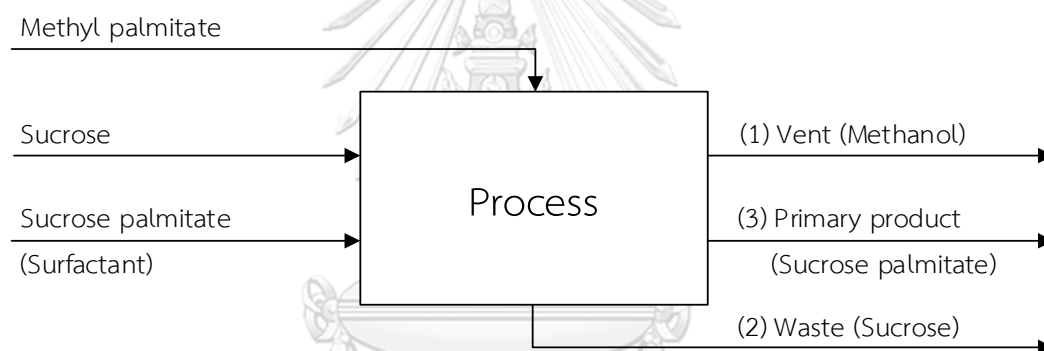 Methyl palmitate
Sucrose
Sucrose palmitate
(Surfactant)
Process
(1) Vent (Methanol)
(3) Primary product
(Sucrose palmitate)
(2) Waste (Sucrose)